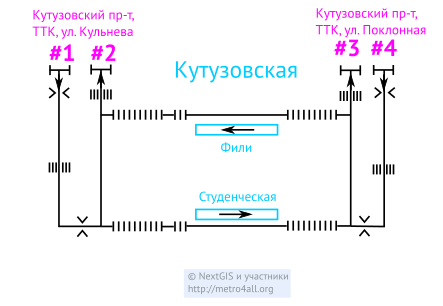 Кутузовский пр-т,
ТТК, ул. Кульнева
#1 #2
Кутузовский пр-т,
ТТК, ул. Поклонная
#3 #4
Кутузовская
Фили
Студенческая
© NextGIS и участники
http://metro4all.org